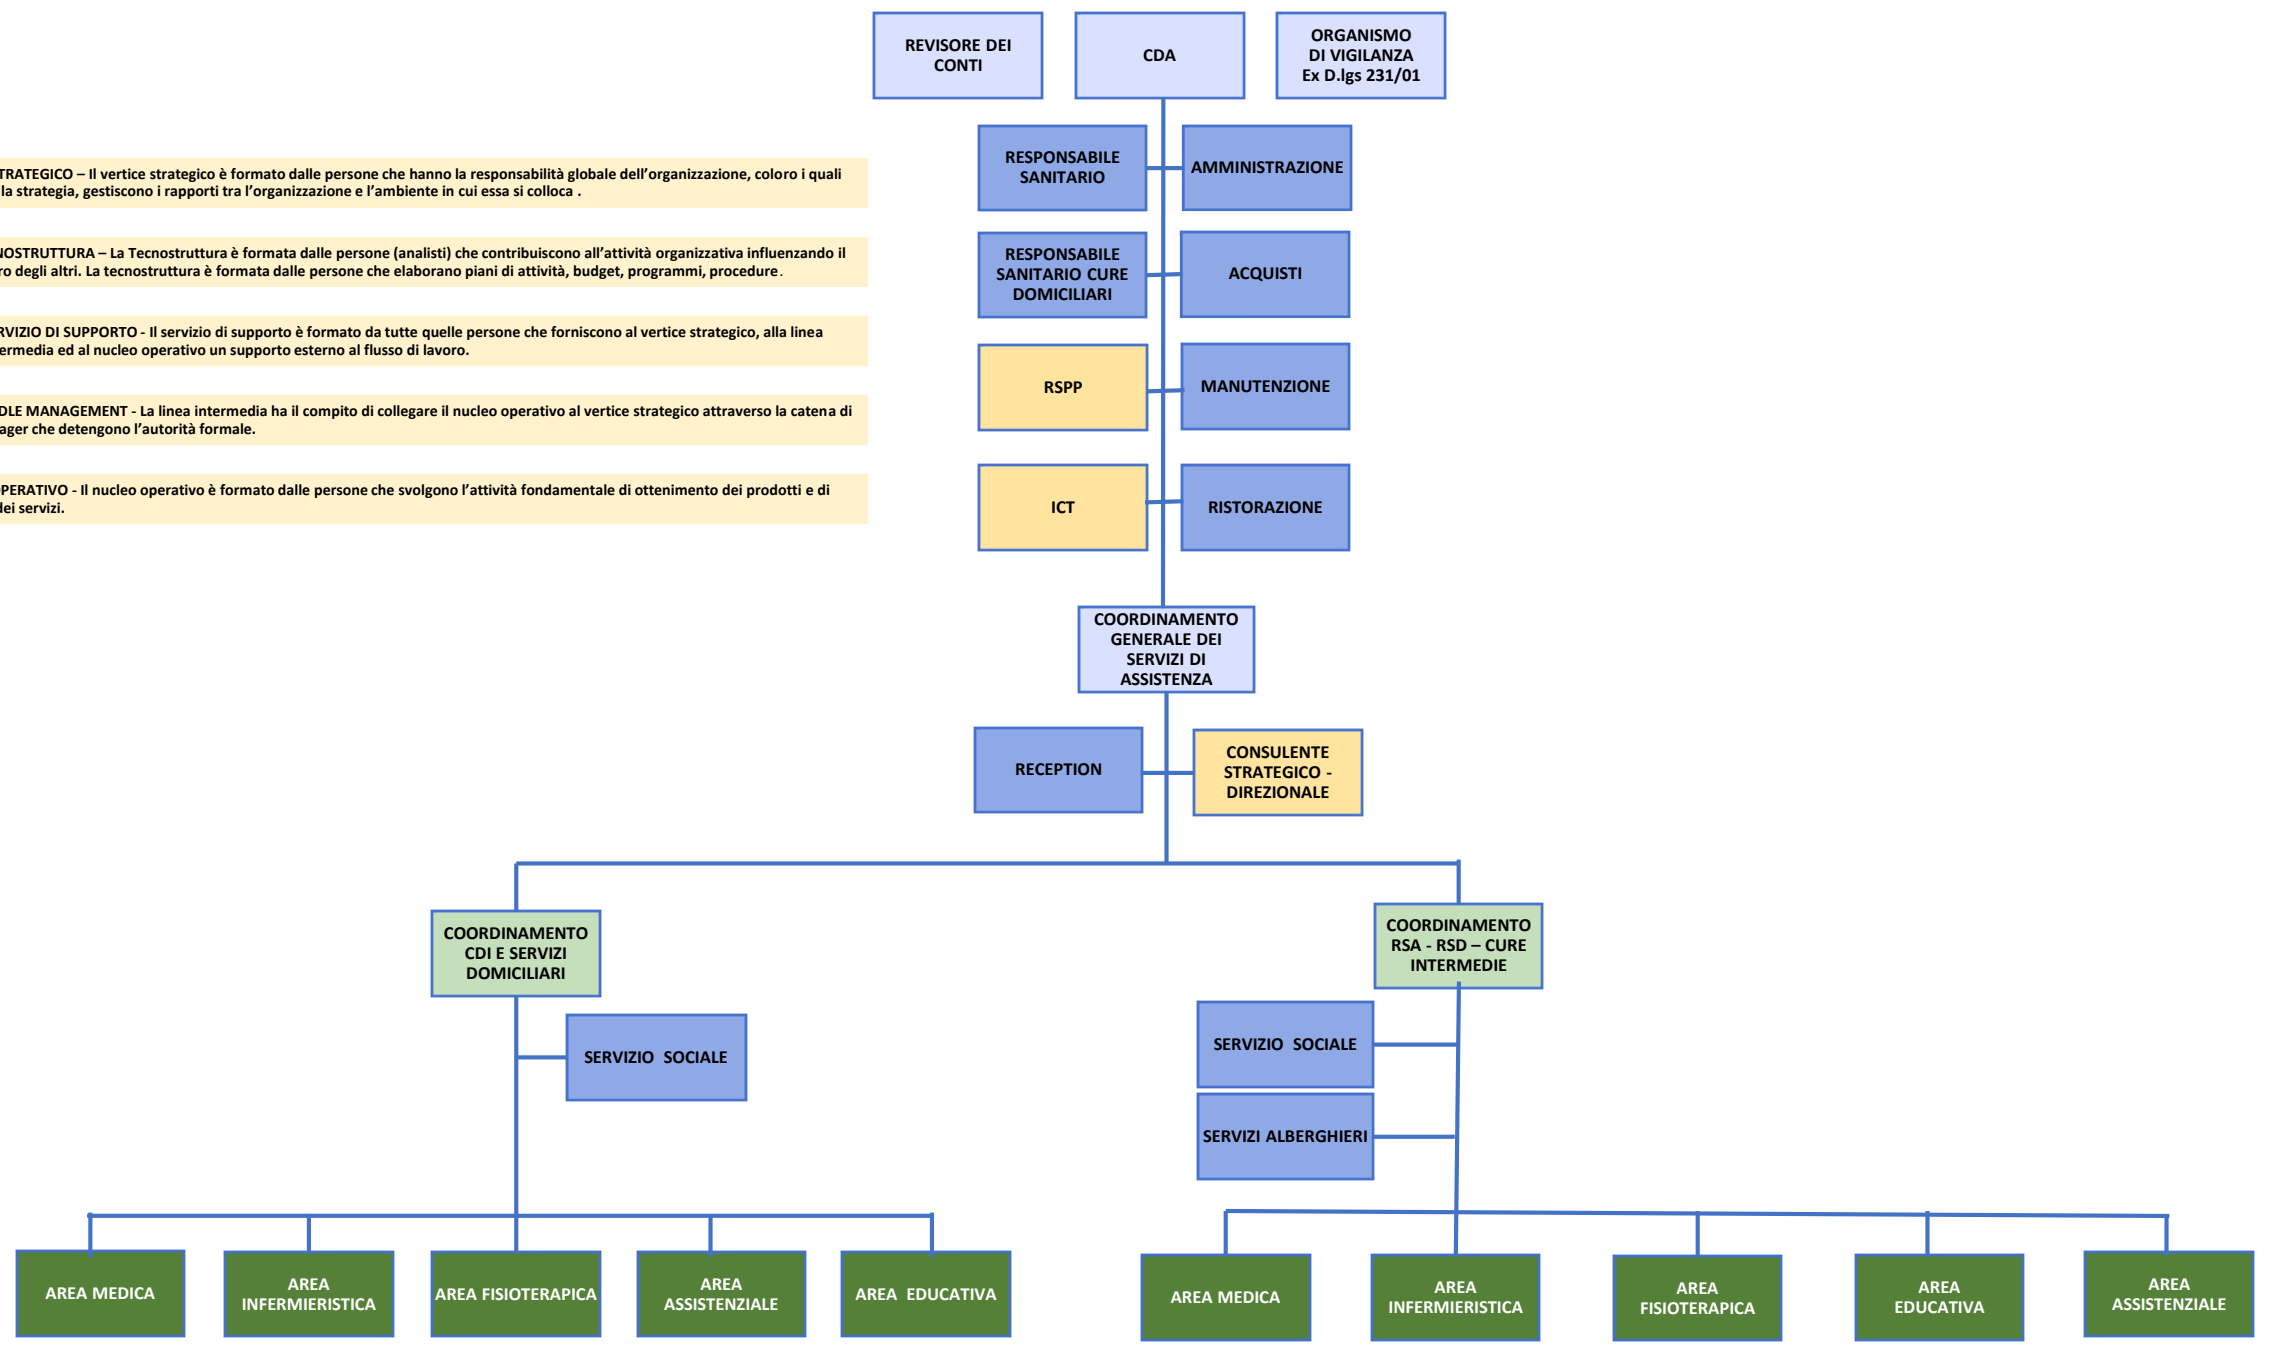 REVISORE DEI
CONTI
CDA
ORGANISMO
DI VIGILANZA
Ex D.lgs 231/01
TRATEGICO – Il vertice strategico è formato dalle persone che hanno la responsabilità globale dell'organizzazione, coloro i quali
la strategia, gestiscono i rapporti tra l'organizzazione e l'ambiente in cui essa si colloca .
NOSTRUTTURA – La Tecnostruttura è formata dalle persone (analisti) che contribuiscono all'attività organizzativa influenzando il
ro degli altri. La tecnostruttura è formata dalle persone che elaborano piani di attività, budget, programmi, procedure.
RVIZIO DI SUPPORTO - Il servizio di supporto è formato da tutte quelle persone che forniscono al vertice strategico, alla linea
ermedia ed al nucleo operativo un supporto esterno al flusso di lavoro.
DLE MANAGEMENT - La linea intermedia ha il compito di collegare il nucleo operativo al vertice strategico attraverso la catena di
ager che detengono l'autorità formale.
OPERATIVO - Il nucleo operativo è formato dalle persone che svolgono l'attività fondamentale di ottenimento dei prodotti e di
dei servizi.
RESPONSABILE
SANITARIO
AMMINISTRAZIONE
RESPONSABILE
SANITARIO CURE
DOMICILIARI
ACQUISTI
RSPP
MANUTENZIONE
ICT
RISTORAZIONE
COORDINAMENTO
GENERALE DEI
SERVIZI DI
ASSISTENZA
RECEPTION
CONSULENTE
STRATEGICO -
DIREZIONALE
COORDINAMENTO
CDI E SERVIZI
DOMICILIARI
COORDINAMENTO
RSA - RSD – CURE
INTERMEDIE
SERVIZIO SOCIALE
SERVIZIO SOCIALE
SERVIZI ALBERGHIERI
AREA MEDICA
AREA
INFERMIERISTICA
AREA FISIOTERAPICA
AREA
ASSISTENZIALE
AREA EDUCATIVA
AREA MEDICA
AREA
INFERMIERISTICA
AREA
FISIOTERAPICA
AREA
EDUCATIVA
AREA
ASSISTENZIALE